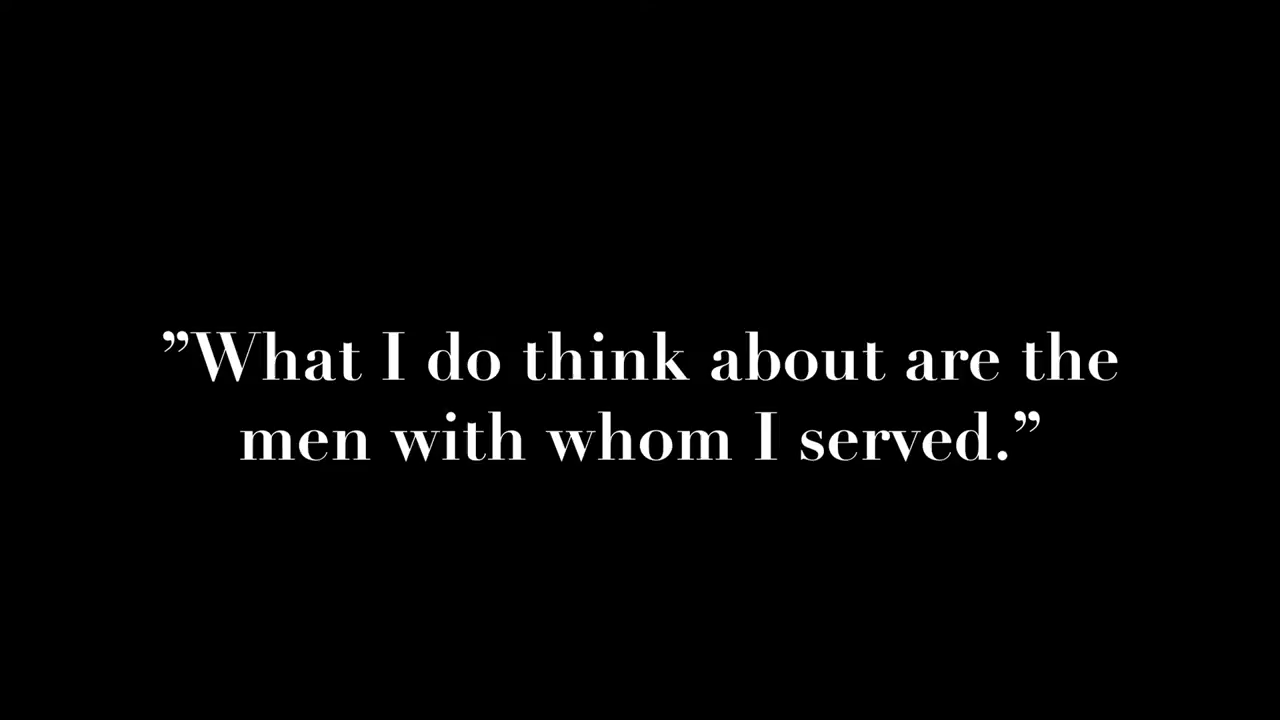 ”What I do think about are the
men with whom I served.”